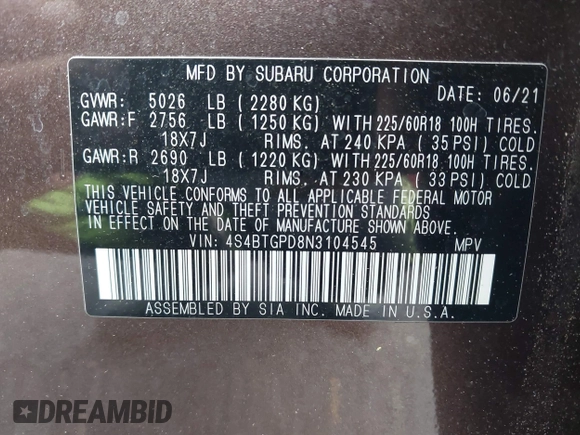 MFD BY SUBARU CORPORATION
GVWR: 5026 LB ( 2280 KG) DATE: 06/21
GAWR:F 2756 LB ( 1250 KG) WITH 225/60R18 100H TIRES.
18X7J RIMS. AT 240 KPA ( 35 PSI) COLD
GAWR:R 2690 LB ( 1220 KG) WITH 225/60R18 100H TIRES.
18X7J RIMS. AT 230 KPA ( 33 PSI) COLD
THIS VEHICLE CONFORMS TO ALL APPLICABLE FEDERAL MOTOR
VEHICLE SAFETY AND THEFT PREVENTION STANDARDS
IN EFFECT ON THE DATE OF MANUFACTURE SHOWN ABOVE.
VIN: 4S4BTGPD8N3104545 MPV
ASSEMBLED BY SIA INC. MADE IN U.S.A.
DREAMBID